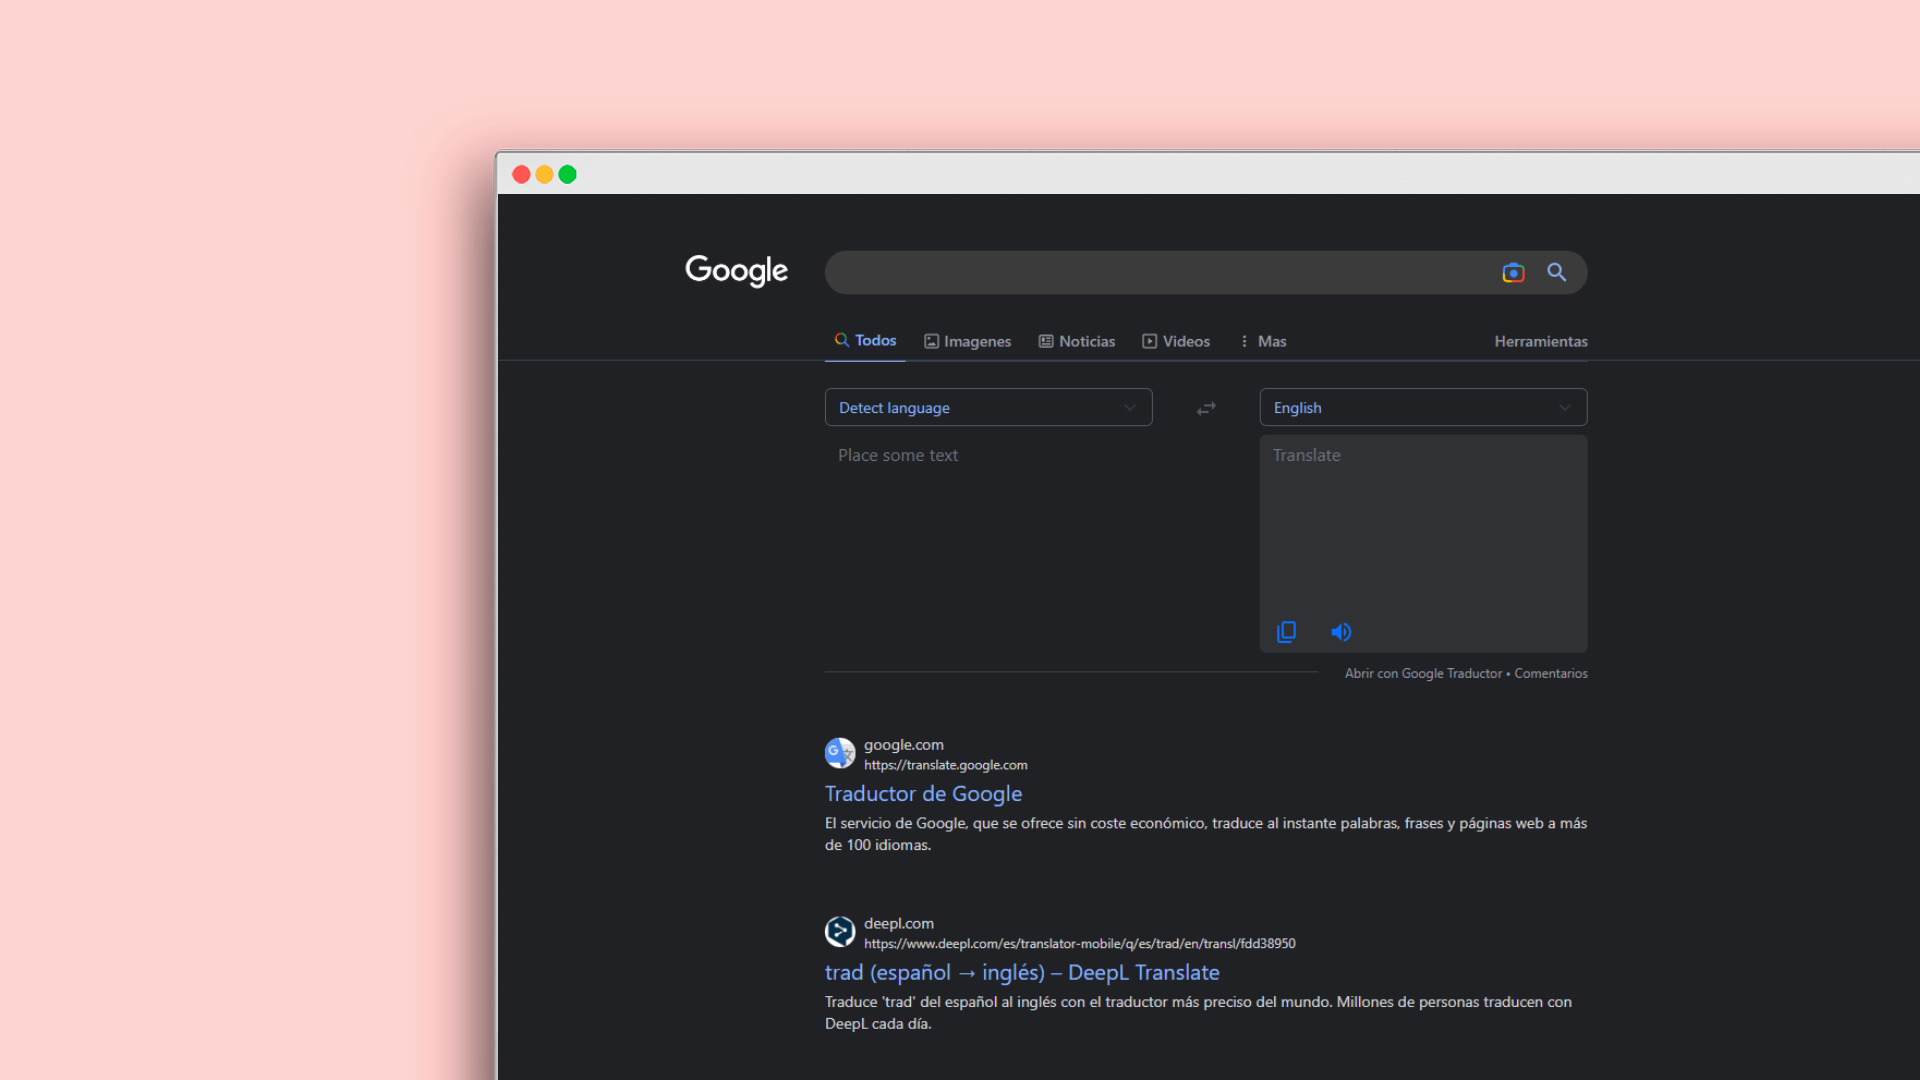 Google
Todos Imagenes Noticias Videos Mas Herramientas
Detect language English
Place some text Translate
Abrir con Google Traductor • Comentarios
google.com
https://translate.google.com
Traductor de Google
El servicio de Google, que se ofrece sin coste económico, traduce al instante palabras, frases y páginas web a más
de 100 idiomas.
deepl.com
https://www.deepl.com/es/translator-mobile/q/es/trad/en/transl/fdd38950
trad (español → inglés) – DeepL Translate
Traduce 'trad' del español al inglés con el traductor más preciso del mundo. Millones de personas traducen con
DeepL cada día.